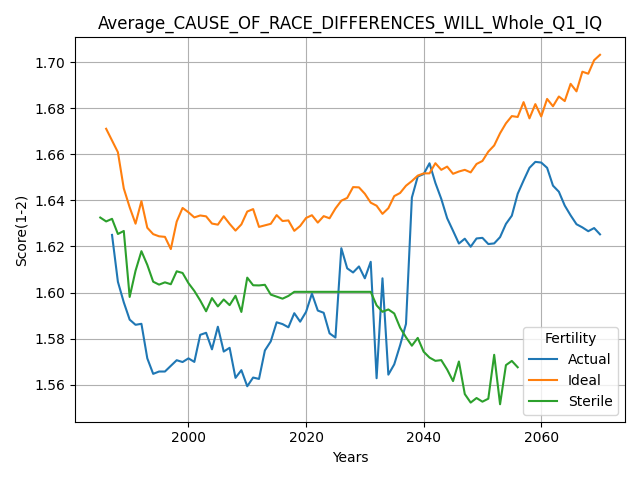 Average_CAUSE_OF_RACE_DIFFERENCES_WILL_Whole_Q1_IQ
Score(1-2)
1.70
1.68
1.66
1.64
1.62
1.60
1.58
1.56
Fertility
Actual
Ideal
Sterile
2000 2020 2040 2060
Years